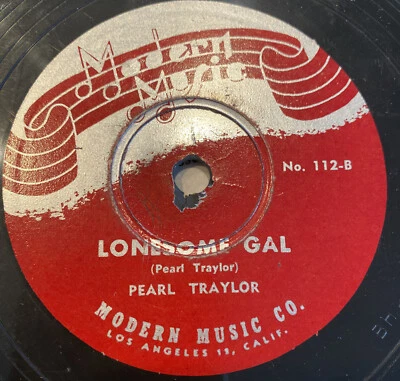 Modern
Music
No. 112-B
LONESOME GAL
(Pearl Traylor)
PEARL TRAYLOR
MODERN MUSIC CO.
LOS ANGELES 15, CALIF.